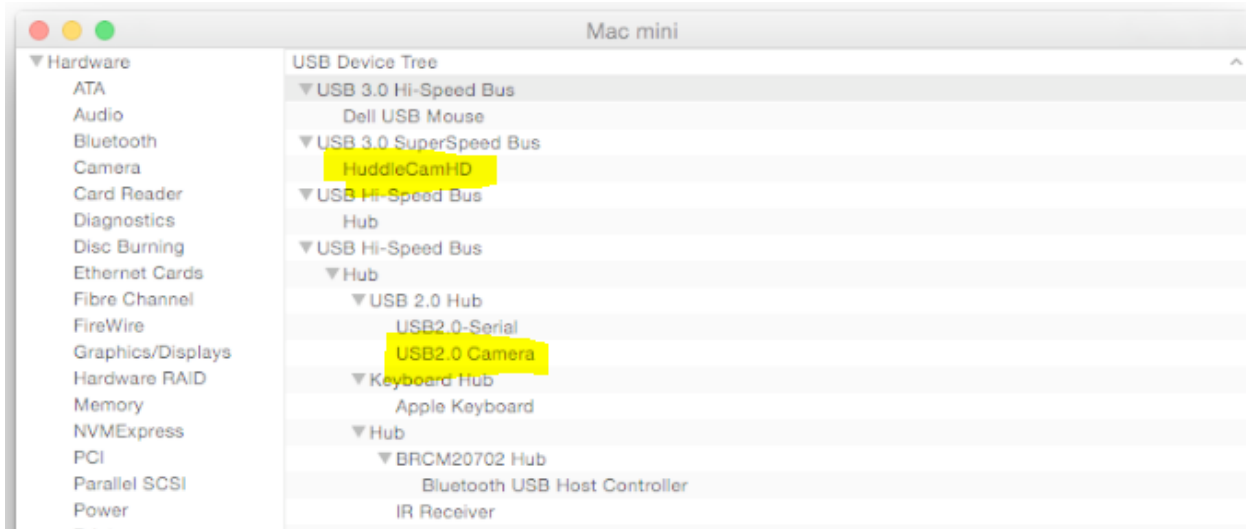 Mac mini
Hardware
ATA
Audio
Bluetooth
Camera
Card Reader
Diagnostics
Disc Burning
Ethernet Cards
Fibre Channel
FireWire
Graphics/Displays
Hardware RAID
Memory
NVMExpress
PCI
Parallel SCSI
Power
USB Device Tree
USB 3.0 Hi-Speed Bus
Dell USB Mouse
USB 3.0 SuperSpeed Bus
HuddleCamHD
USB Hi-Speed Bus
Hub
USB Hi-Speed Bus
Hub
USB 2.0 Hub
USB2.0-Serial
USB2.0 Camera
Keyboard Hub
Apple Keyboard
Hub
BRCM20702 Hub
Bluetooth USB Host Controller
IR Receiver